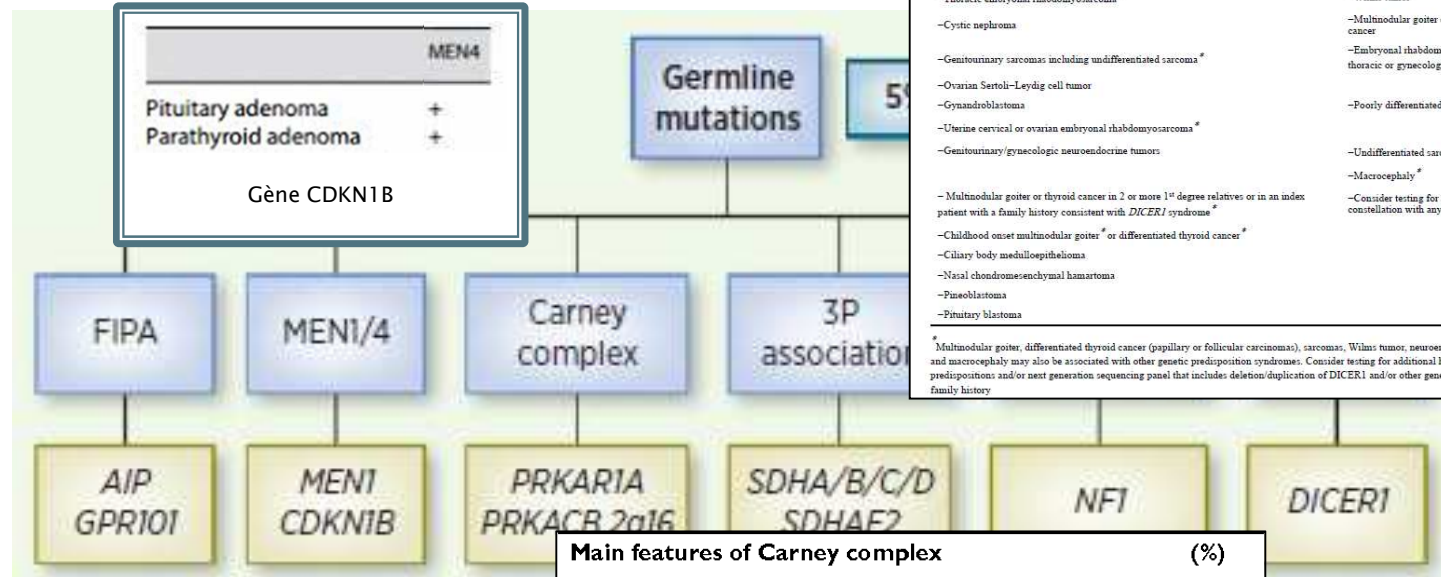 MEN4
Pituitary adenoma +
Parathyroid adenoma +
Gène CDKN1B
Germline
mutations
–Cystic nephroma
–Genitourinary sarcomas including undifferentiated sarcoma*
–Ovarian Sertoli–Leydig cell tumor
–Gynandroblastoma
–Uterine cervical or ovarian embryonal rhabdomyosarcoma*
–Genitourinary/gynecologic neuroendocrine tumors
– Multinodular goiter or thyroid cancer in 2 or more 1st degree relatives or in an index
patient with a family history consistent with DICER1 syndrome*
–Childhood onset multinodular goiter* or differentiated thyroid cancer*
–Ciliary body medulloepithelioma
–Nasal chondromesenchymal hamartoma
–Pineoblastoma
–Pituitary blastoma
–Multinodular goiter
cancer
–Embryonal
thoracic or
–Poorly differentiated
–Undifferentiated
–Macrocephaly*
–Consider testing for
constellation with any
*Multinodular goiter, differentiated thyroid cancer (papillary or follicular carcinomas), sarcomas, Wilms tumor,
and macrocephaly may also be associated with other genetic predisposition syndromes. Consider testing for additional
predispositions and/or next generation sequencing panel that includes deletion/duplication of DICER1 and/or other
family history
FIPA
MEN1/4
Carney
complex
3P
association
AIP
GPR101
MEN1
CDKN1B
PRKAR1A
PRKACB 2q16
SDHA/B/C/D
SDHAF2
NF1
DICER1
Main features of Carney complex (%)